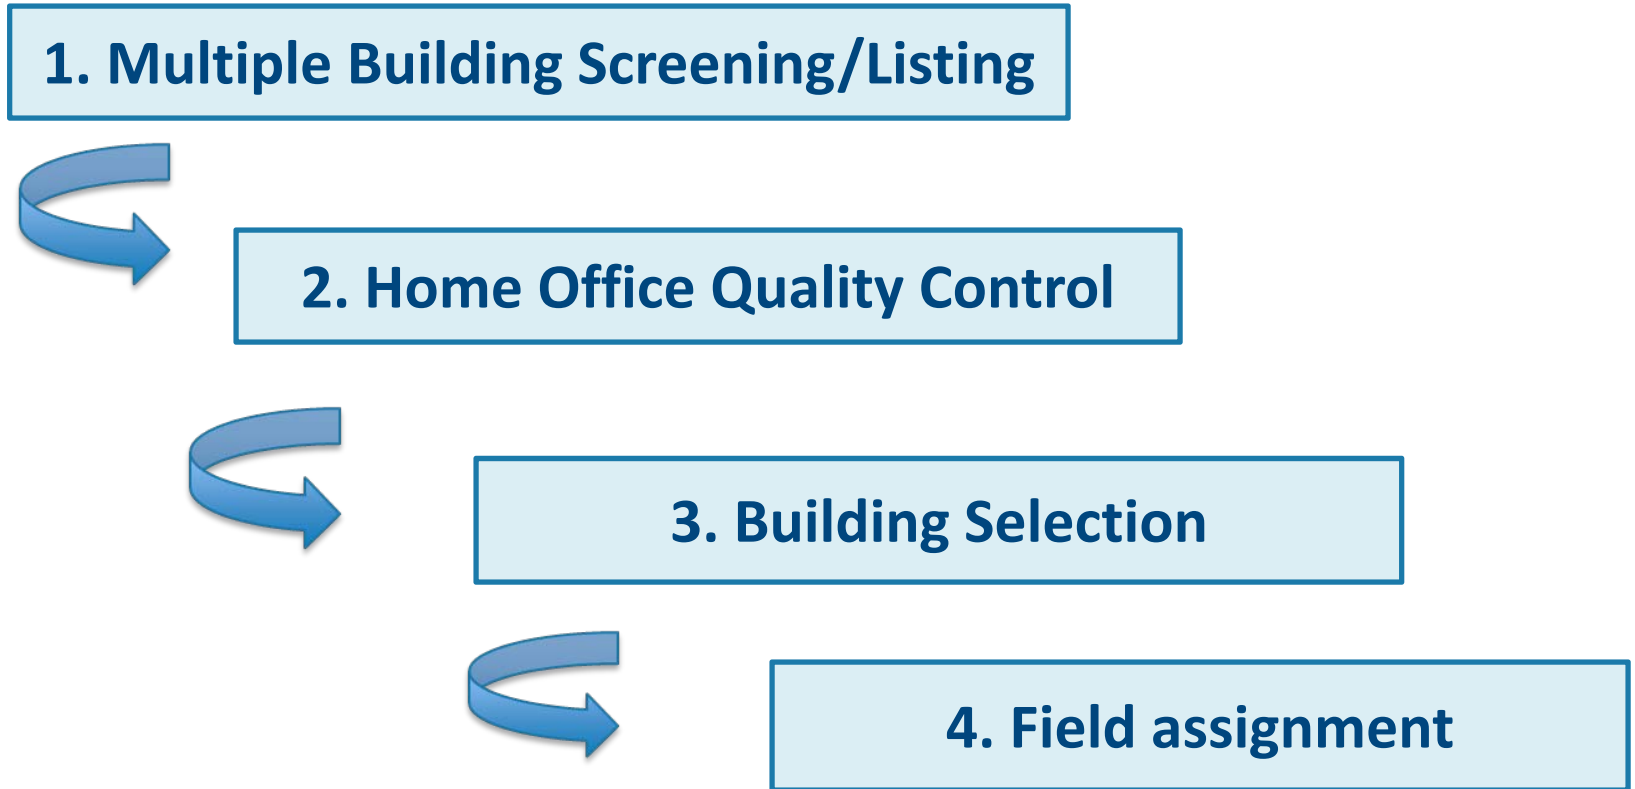 1. Multiple Building Screening/Listing
2. Home Office Quality Control
3. Building Selection
4. Field assignment